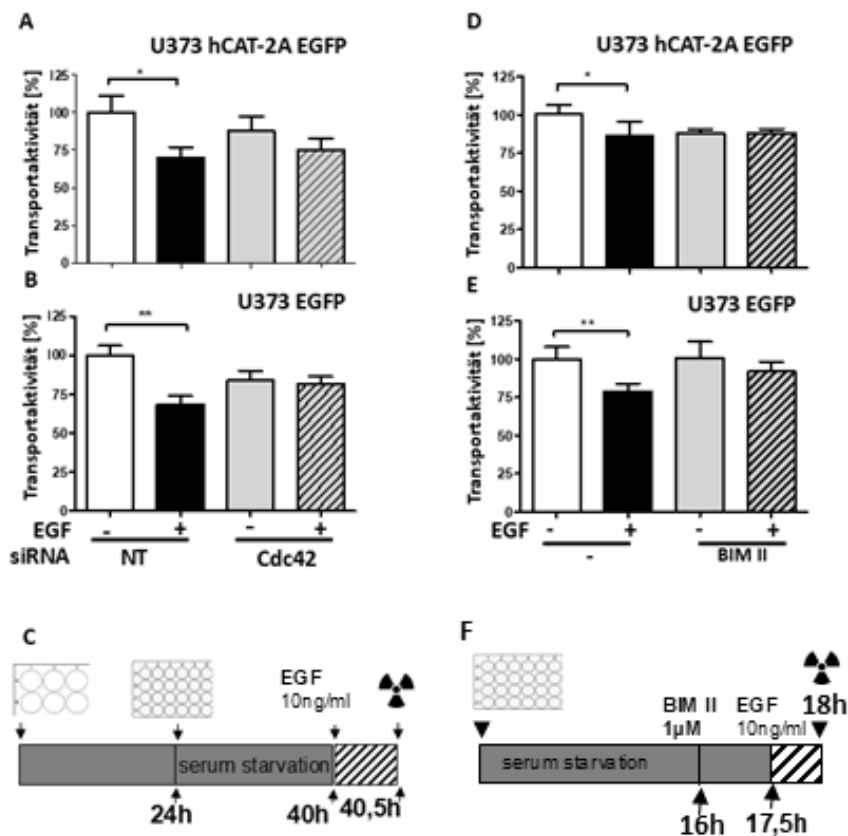 A
U373 hCAT-2A EGFP
Transportaktivität [%]
*
125
100
75
50
25
0
B
U373 EGFP
Transportaktivität [%]
**
125
100
75
50
25
0
EGF - + - +
siRNA NT Cdc42
C
EGF
10ng/ml
serum starvation
24h 40h 40,5h
D
U373 hCAT-2A EGFP
Transportaktivität [%]
*
125
100
75
50
25
0
E
U373 EGFP
Transportaktivität [%]
**
125
100
75
50
25
0
EGF - + - +
- BIM II
F
18h
BIM II EGF
1µM 10ng/ml
serum starvation
16h 17,5h